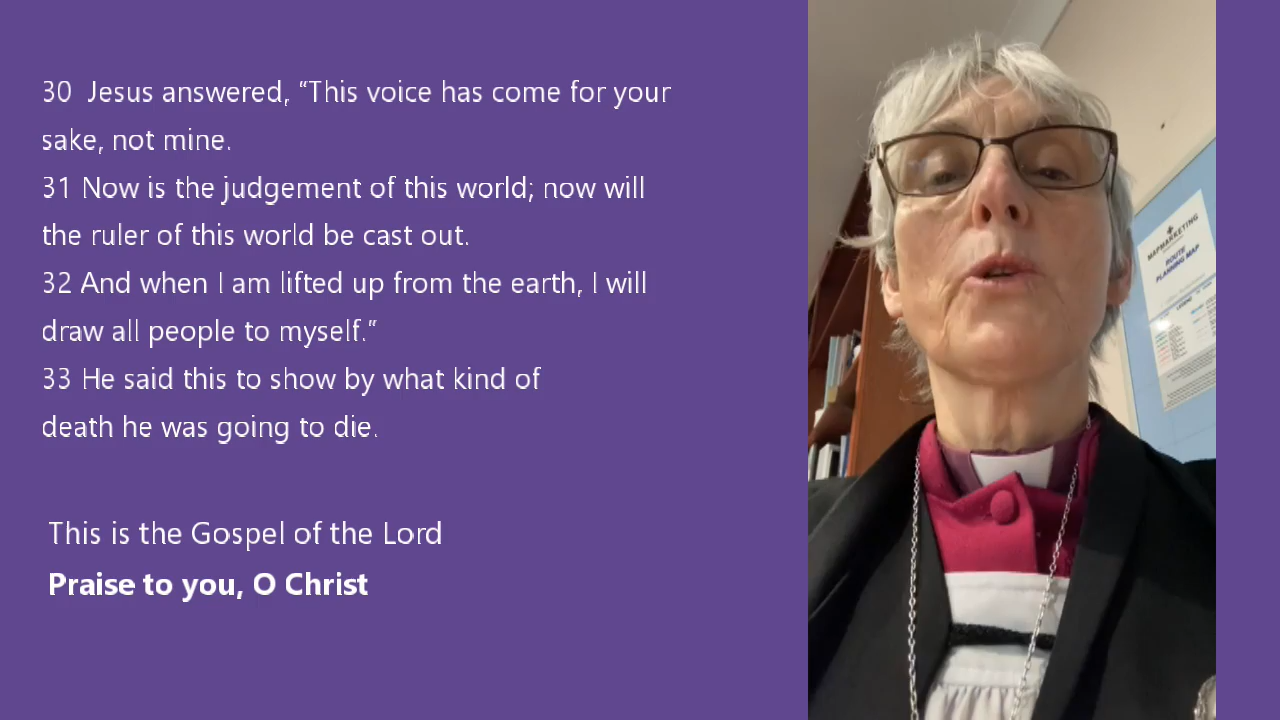 30 Jesus answered, “This voice has come for your
sake, not mine.
31 Now is the judgement of this world; now will
the ruler of this world be cast out.
32 And when I am lifted up from the earth, I will
draw all people to myself.”
33 He said this to show by what kind of
death he was going to die.
This is the Gospel of the Lord
Praise to you, O Christ
MAPMARKETING
ROUTE
PLANNING MAP